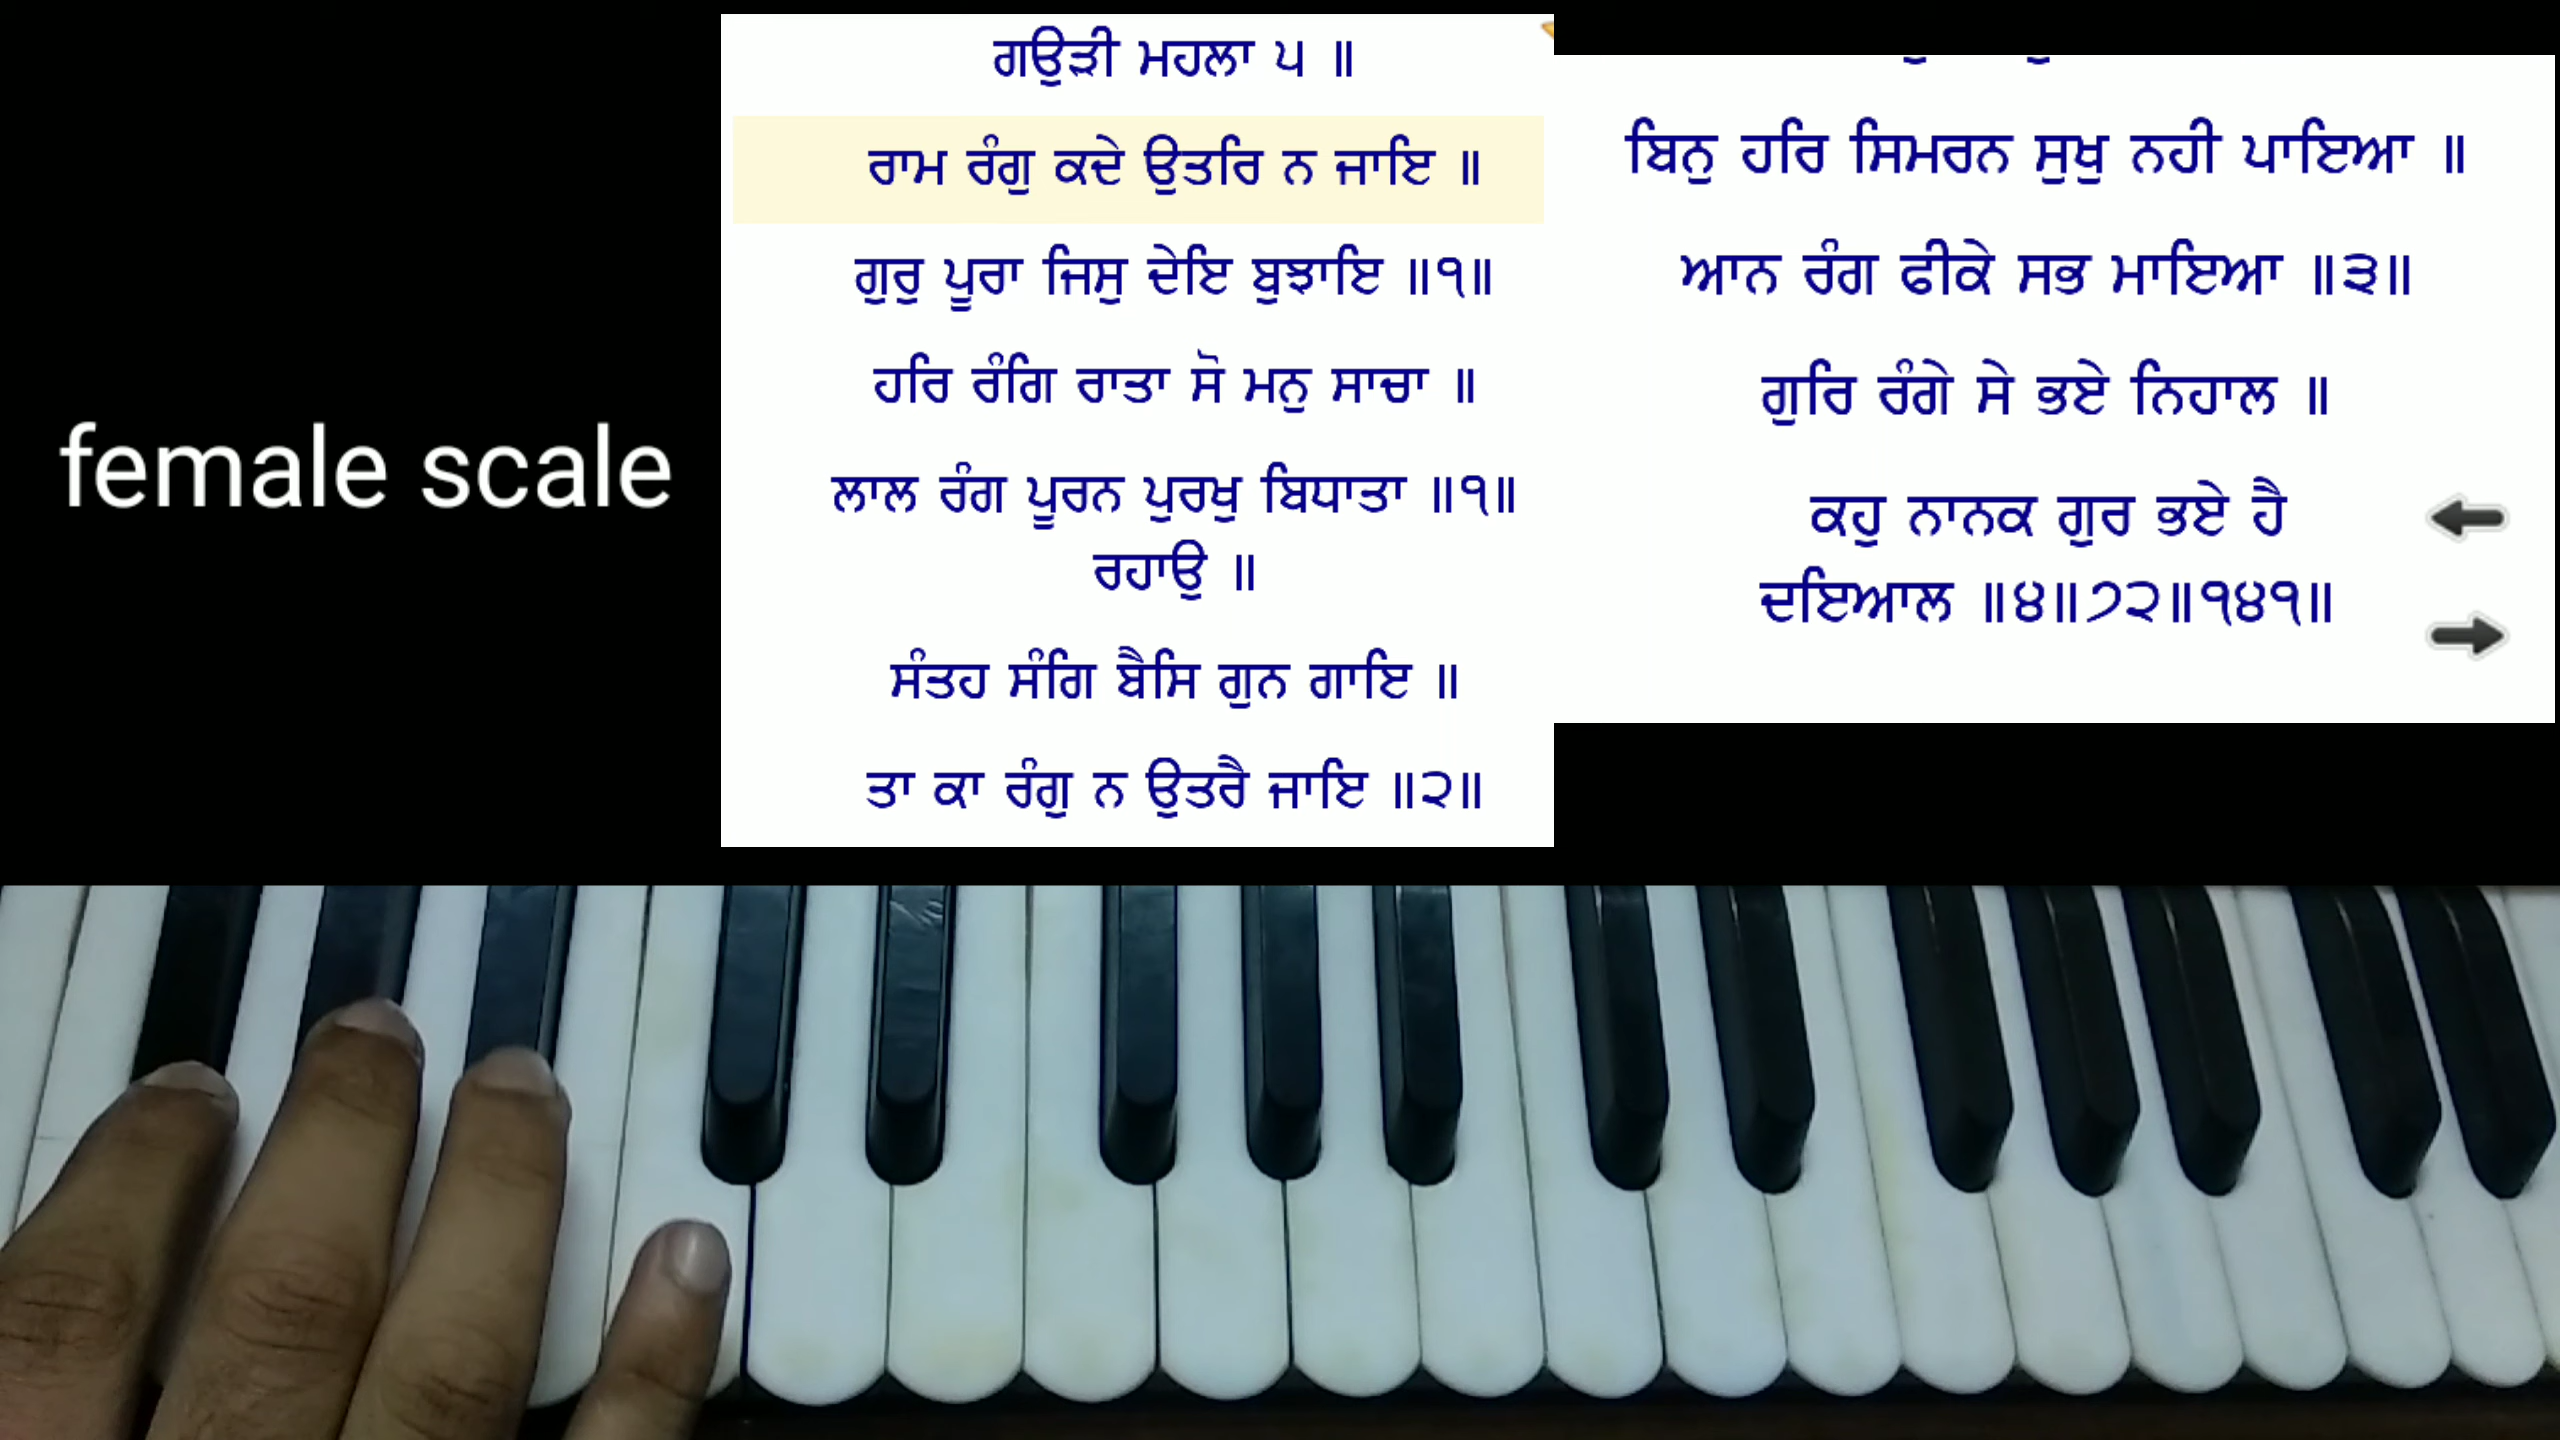 female scale
ਗਉੜੀ ਮਹਲਾ ੫ ॥
ਰਾਮ ਰੰਗੁ ਕਦੇ ਉਤਰਿ ਨ ਜਾਇ ॥
ਗੁਰੁ ਪੂਰਾ ਜਿਸੁ ਦੇਇ ਬੁਝਾਇ ॥੧॥
ਹਰਿ ਰੰਗਿ ਰਾਤਾ ਸੋ ਮਨੁ ਸਾਚਾ ॥
ਲਾਲ ਰੰਗ ਪੂਰਨ ਪੁਰਖੁ ਬਿਧਾਤਾ ॥੧॥
ਰਹਾਉ ॥
ਸੰਤਹ ਸੰਗਿ ਬੈਸਿ ਗੁਨ ਗਾਇ ॥
ਤਾ ਕਾ ਰੰਗੁ ਨ ਉਤਰੈ ਜਾਇ ॥੨॥
ਬਿਨੁ ਹਰਿ ਸਿਮਰਨ ਸੁਖੁ ਨਹੀ ਪਾਇਆ ॥
ਆਨ ਰੰਗ ਫੀਕੇ ਸਭ ਮਾਇਆ ॥੩॥
ਗੁਰਿ ਰੰਗੇ ਸੇ ਭਏ ਨਿਹਾਲ ॥
ਕਹੁ ਨਾਨਕ ਗੁਰ ਭਏ ਹੈ
ਦਇਆਲ ॥੪॥੭੨॥੧੪੧॥